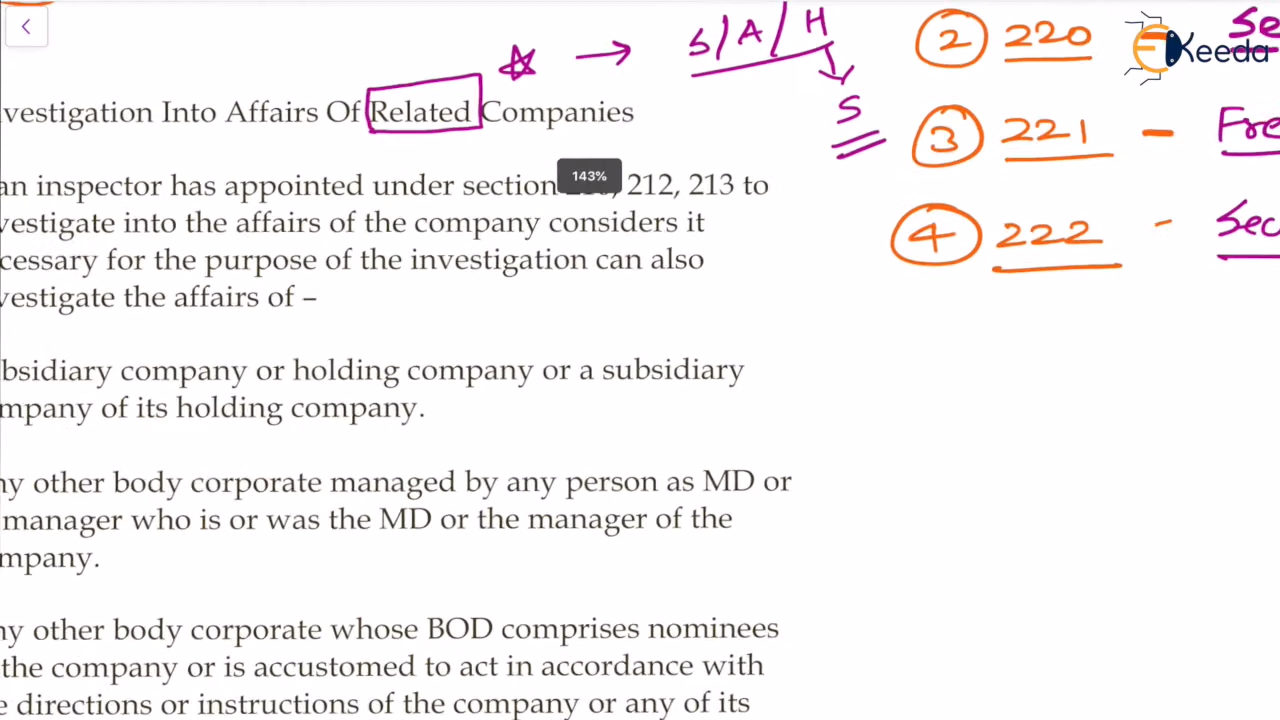 S/A/H
S
② 220 Se
Keeda
vestigation Into Affairs Of Related Companies
③ 221 - Fre
143%
an inspector has appointed under section 212, 213 to
vestigate into the affairs of the company considers it
④ 222 - Sec
cessary for the purpose of the investigation can also
vestigate the affairs of –
bsidiary company or holding company or a subsidiary
mpany of its holding company.
ny other body corporate managed by any person as MD or
manager who is or was the MD or the manager of the
mpany.
ny other body corporate whose BOD comprises nominees
the company or is accustomed to act in accordance with
e directions or instructions of the company or any of its